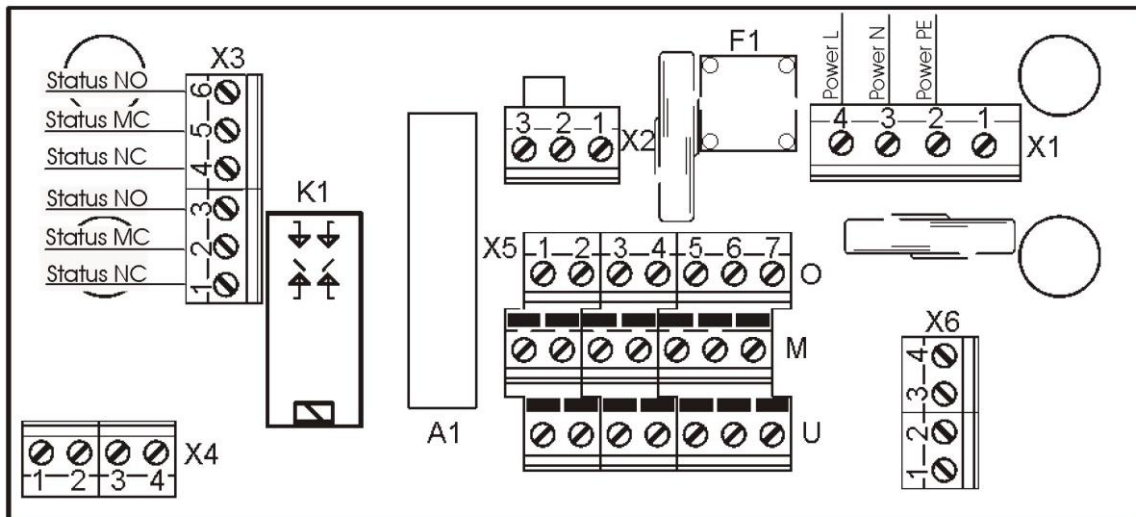 X3
Status NO 6
Status MC 5
Status NC 4
Status NO 3
Status MC 2
Status NC 1
K1
A1
X4
1 2 3 4
3 2 1 X2
F1
Power L
Power N
Power PE
4 3 2 1 X1
X5 1 2 3 4 5 6 7 O
M
U
X6
4
3
2
1